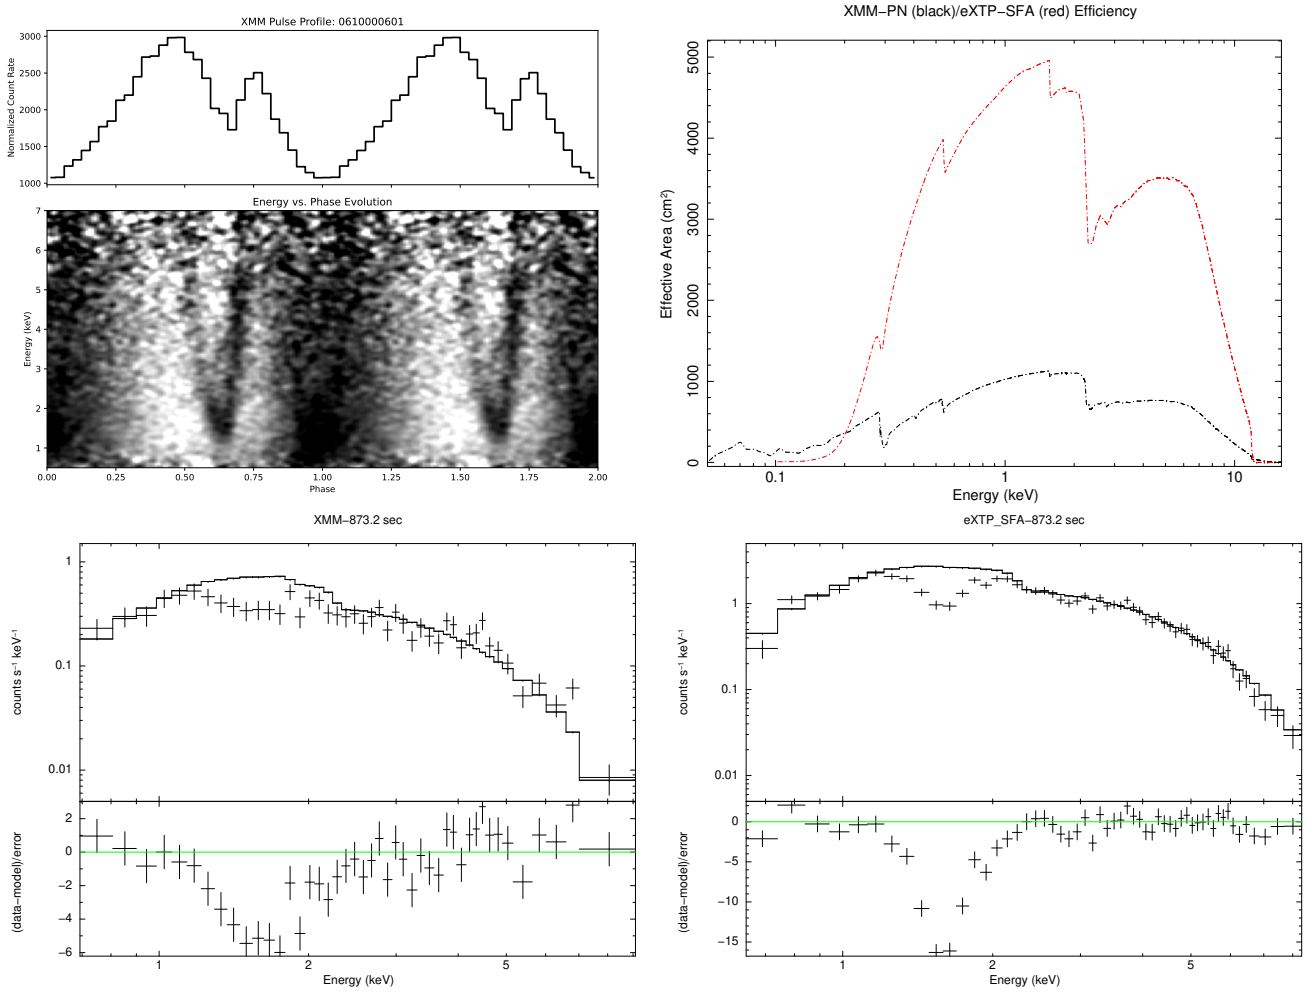 XMM Pulse Profile: 0610000601
Normalized Count Rate
3000
2500
2000
1500
1000
Energy vs. Phase Evolution
Energy (keV)
7
6
5
4
3
2
1
0.00 0.25 0.50 0.75 1.00 1.25 1.50 1.75 2.00
Phase
XMM−PN (black)/eXTP−SFA (red) Efficiency
Effective Area (cm²)
5000
4000
3000
2000
1000
0
0.1 1 10
Energy (keV)
XMM−873.2 sec
counts s⁻¹ keV⁻¹
1
0.1
0.01
(data−model)/error
2
0
−2
−4
−6
1 2 5
Energy (keV)
eXTP_SFA−873.2 sec
counts s⁻¹ keV⁻¹
1
0.1
0.01
(data−model)/error
0
−5
−10
−15
1 2 5
Energy (keV)